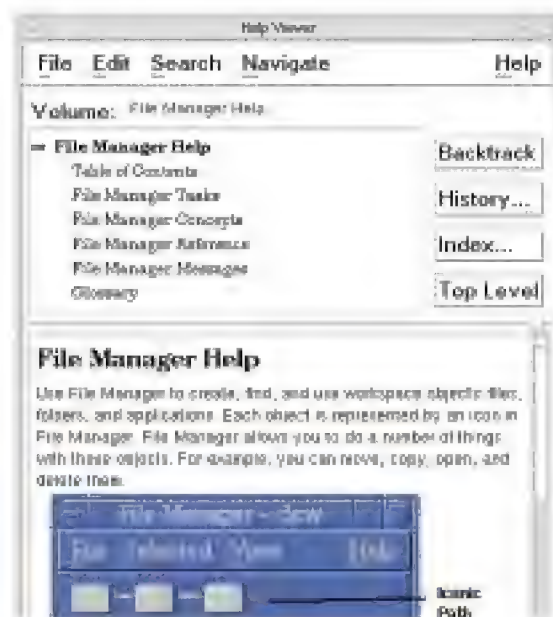 Help Viewer
File Edit Search Navigate Help
Volume: File Manager Help
File Manager Help
Table of Contents
File Manager Tasks
File Manager Concepts
File Manager Reference
File Manager Messages
Glossary
Backtrack
History...
Index...
Top Level
File Manager Help
Use File Manager to create, find, and use workspace objects: files,
folders, and applications. Each object is represented by an icon in
File Manager. File Manager allows you to do a number of things
with these objects. For example, you can move, copy, open, and
delete them.
File Manager -
File Selected View Help
Iconic
Path